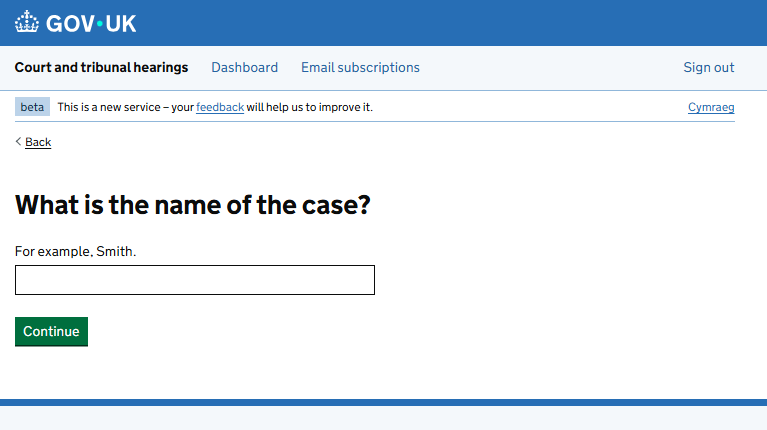 GOV·UK
Court and tribunal hearings Dashboard Email subscriptions Sign out
beta This is a new service – your feedback will help us to improve it. Cymraeg
Back
What is the name of the case?
For example, Smith.
Continue